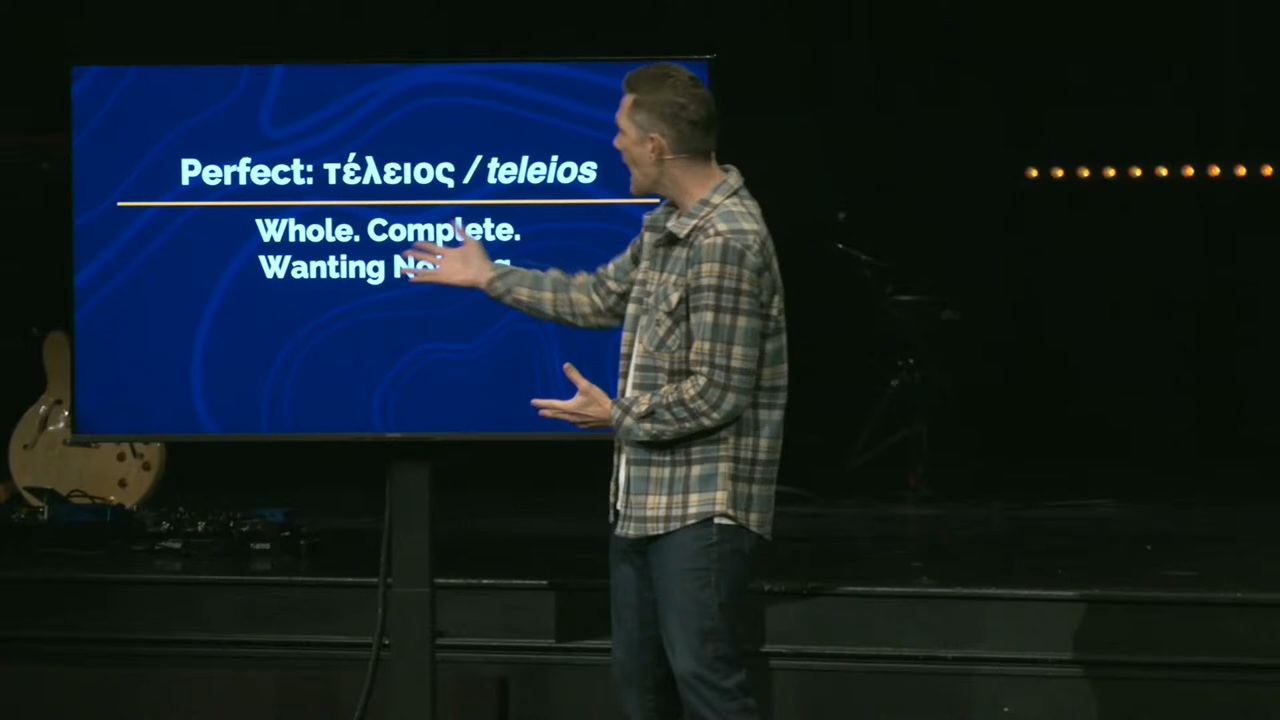 Perfect: τέλειος / teleios
Whole. Complete.
Wanting